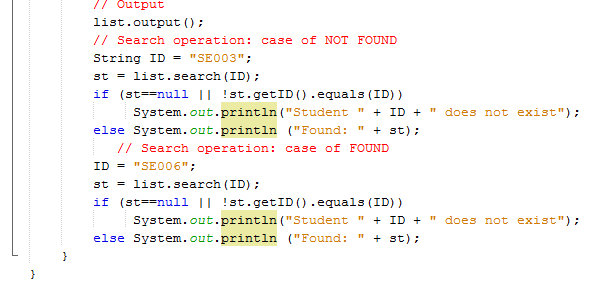 // Output
list.output();
// Search operation: case of NOT FOUND
String ID = "SE003";
st = list.search(ID);
if (st==null || !st.getID().equals(ID))
System.out.println("Student " + ID + " does not exist");
else System.out.println ("Found: " + st);
// Search operation: case of FOUND
ID = "SE006";
st = list.search(ID);
if (st==null || !st.getID().equals(ID))
System.out.println("Student " + ID + " does not exist");
else System.out.println ("Found: " + st);
}
}